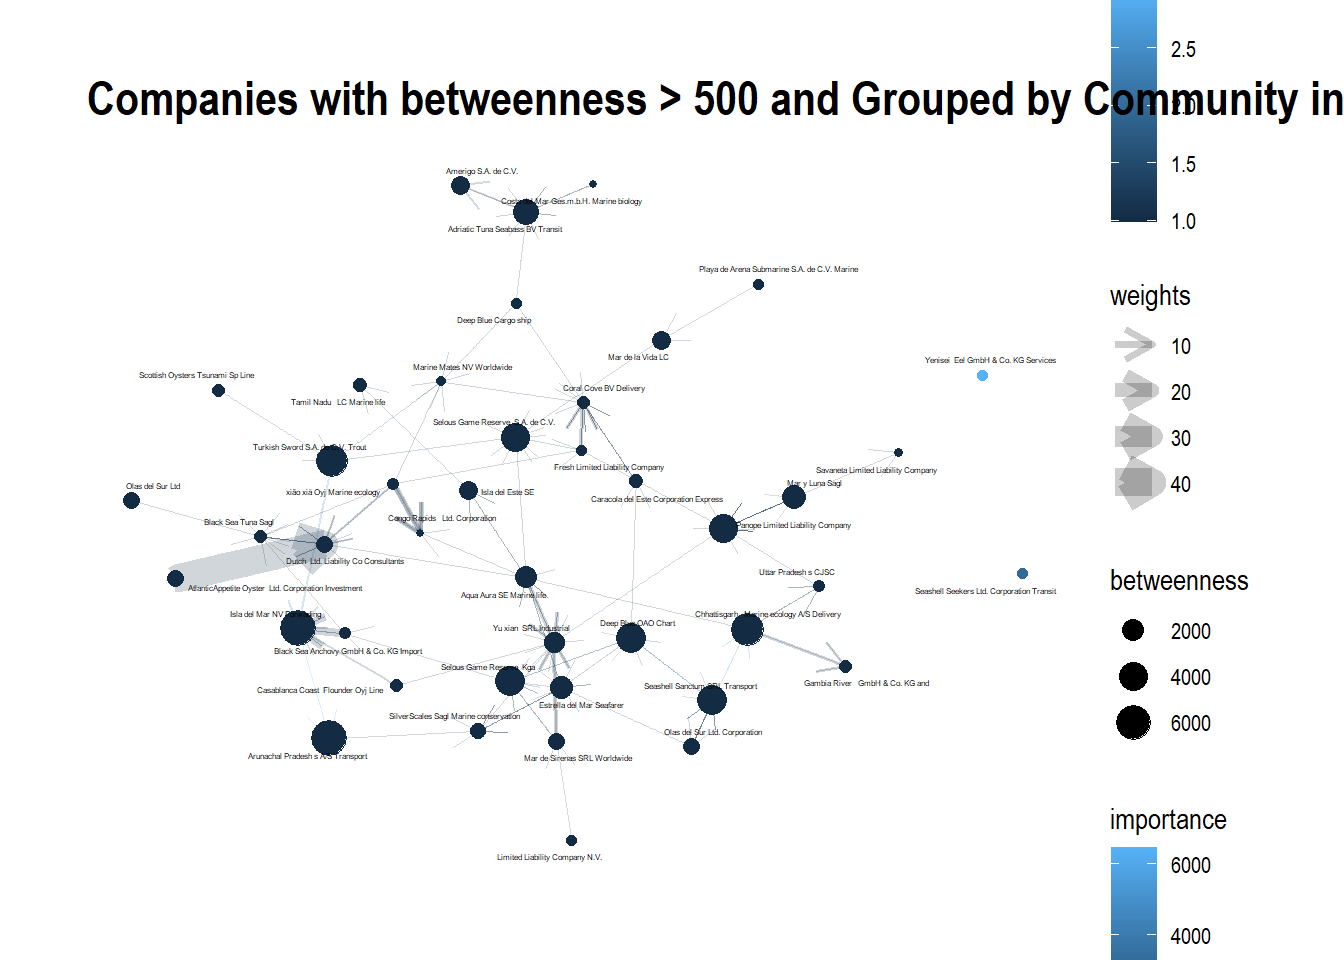 2.5
Companies with betweenness > 500 and Grouped by Community in
2.0
1.5
1.0
Amerigo S.A. de C.V.
Costa del Mar Ges.m.b.H. Marine biology
Adriatic Tuna Seabass BV Transit
Playa de Arena Submarine S.A. de C.V. Marine
weights
Deep Blue Cargo ship
10
Mar de la Vida LC
Yenisei Eel GmbH & Co. KG Services
Marine Mates NV Worldwide
Scottish Oysters Tsunami Sp Line
Coral Cove BV Delivery
20
Tamil Nadu LC Marine life
Selous Game Reserve S.A. de C.V.
30
Turkish Sword S.A. de C.V. Trout
Fresh Limited Liability Company
Savaneta Limited Liability Company
Olas del Sur Ltd
xiāo xiā Oyj Marine ecology
Isla del Este SE
Mar y Luna Sagl
40
Caracola del Este Corporation Express
Black Sea Tuna Sagl
Congo Rapids Ltd. Corporation
Panope Limited Liability Company
Dutch Ltd. Liability Co Consultants
Uttar Pradesh s CJSC
betweenness
AtlanticAppetite Oyster Ltd. Corporation Investment
Aqua Aura SE Marine life
Seashell Seekers Ltd. Corporation Transit
Isla del Mar NV
Chhattisgarh Marine ecology A/S Delivery
Yu xian SRL Industrial
Deep Blue OAO Chart
2000
Black Sea Anchovy GmbH & Co. KG Import
Selous Game Reserve Kga
4000
Casablanca Coast Flounder Oyj Line
Seashell Sanctum SRL Transport
Gambia River GmbH & Co. KG and
Estrella del Mar Seafarer
SilverScales Sagl Marine conservation
6000
Olas del Sur Ltd. Corporation
Arunachal Pradesh s A/S Transport
Mar de Sirenas SRL Worldwide
importance
Limited Liability Company N.V.
6000
4000